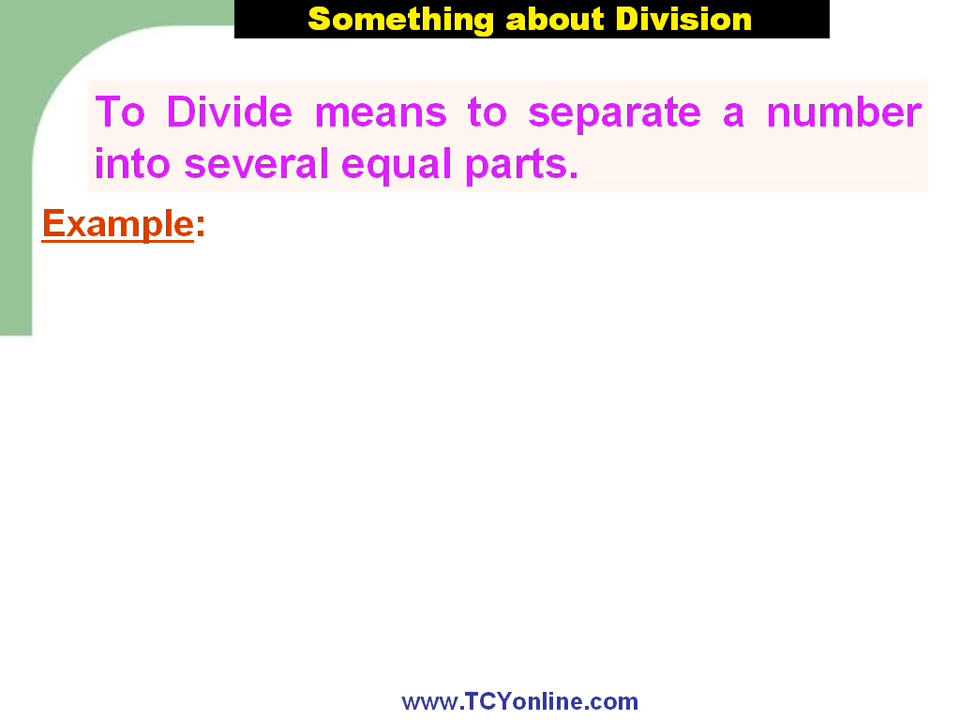 Something about Division
To Divide means to separate a number
into several equal parts.
Example:
www.TCYonline.com